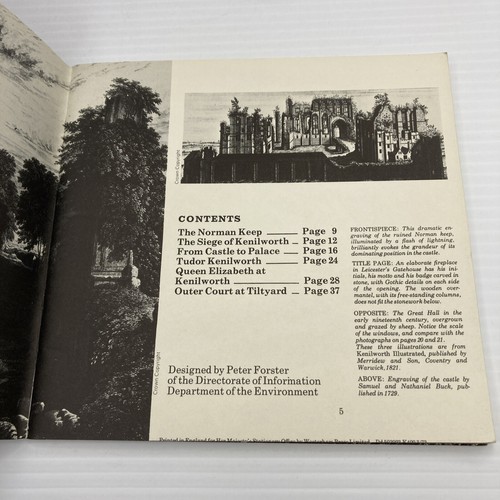 Crown Copyright
CONTENTS
The Norman Keep — Page 9
The Siege of Kenilworth — Page 12
From Castle to Palace — Page 16
Tudor Kenilworth — Page 24
Queen Elizabeth at
Kenilworth — Page 28
Outer Court at Tiltyard — Page 37
FRONTISPIECE: This dramatic en-
graving of the ruined Norman keep,
illuminated by a flash of lightning,
brilliantly evokes the grandeur of its
dominating position in the castle.
TITLE PAGE: An elaborate fireplace
in Leicester's Gatehouse has his ini-
tials, his motto and his badge carved in
stone, with Gothic details on each side
of the opening. The wooden over-
mantel, with its free-standing columns,
does not fit the stonework below.
OPPOSITE: The Great Hall in the
early nineteenth century, overgrown
and grazed by sheep. Notice the scale
of the windows, and compare with the
photographs on pages 20 and 21.
These three illustrations are from
Kenilworth Illustrated, published by
Merridew and Son, Coventry and
Warwick, 1821.
ABOVE: Engraving of the castle by
Samuel and Nathaniel Buck, pub-
lished in 1729.
Crown Copyright
Designed by Peter Forster
of the Directorate of Information
Department of the Environment
5
Printed in England for Her Majesty's Stationery Office by